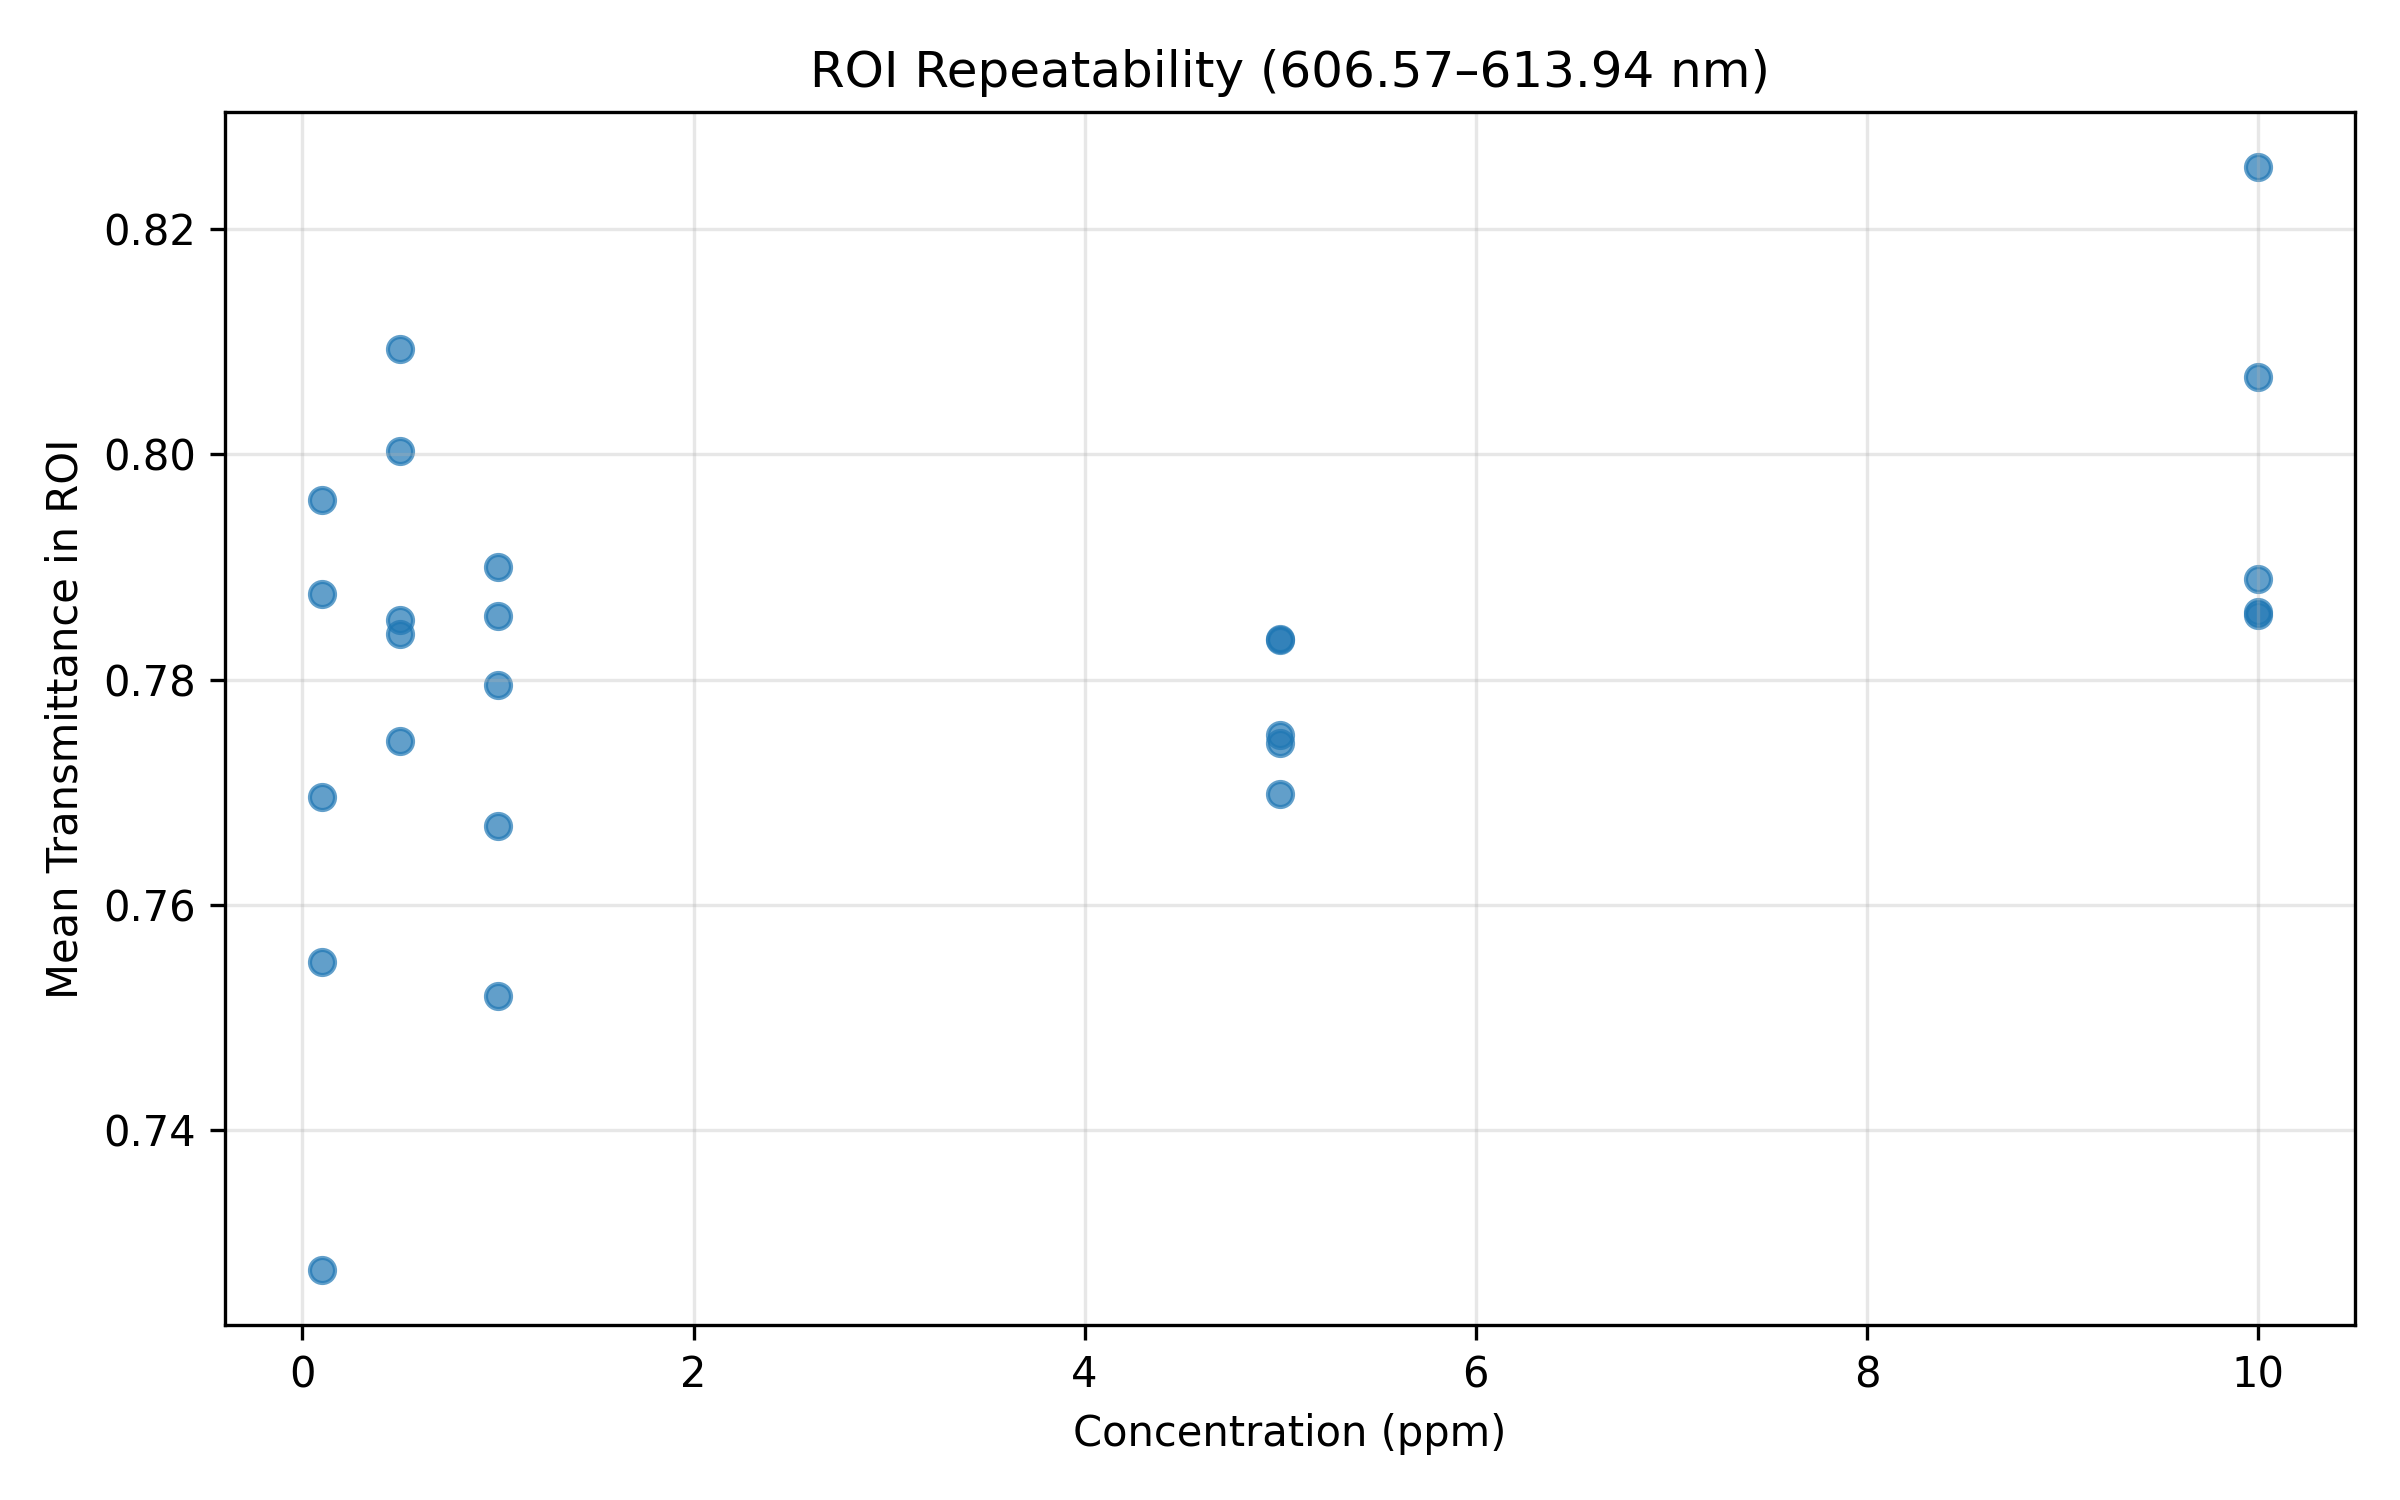 ROI Repeatability (606.57–613.94 nm)
Mean Transmittance in ROI
0.82
0.80
0.78
0.76
0.74
0 2 4 6 8 10
Concentration (ppm)